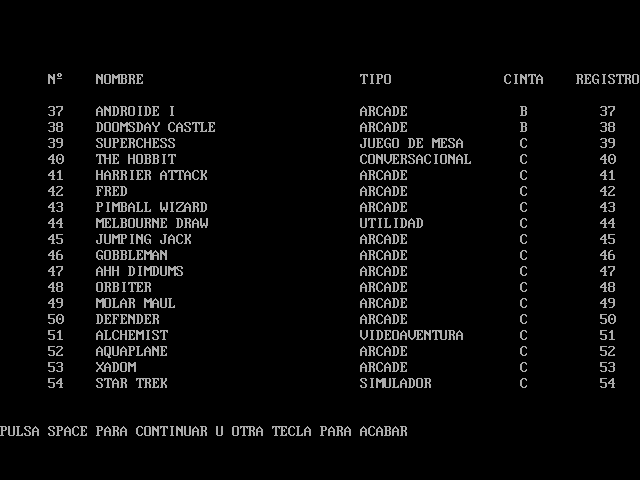 Nº NOMBRE TIPO CINTA REGISTRO
37 ANDROIDE I ARCADE B 37
38 DOOMSDAY CASTLE ARCADE B 38
39 SUPERCHESS JUEGO DE MESA C 39
40 THE HOBBIT CONVERSACIONAL C 40
41 HARRIER ATTACK ARCADE C 41
42 FRED ARCADE C 42
43 PIMBALL WIZARD ARCADE C 43
44 MELBOURNE DRAW UTILIDAD C 44
45 JUMPING JACK ARCADE C 45
46 GOBBLEMAN ARCADE C 46
47 AHH DIMDUMS ARCADE C 47
48 ORBITER ARCADE C 48
49 MOLAR MAUL ARCADE C 49
50 DEFENDER ARCADE C 50
51 ALCHEMIST VIDEOAVENTURA C 51
52 AQUAPLANE ARCADE C 52
53 XADOM ARCADE C 53
54 STAR TREK SIMULADOR C 54
PULSA SPACE PARA CONTINUAR U OTRA TECLA PARA ACABAR